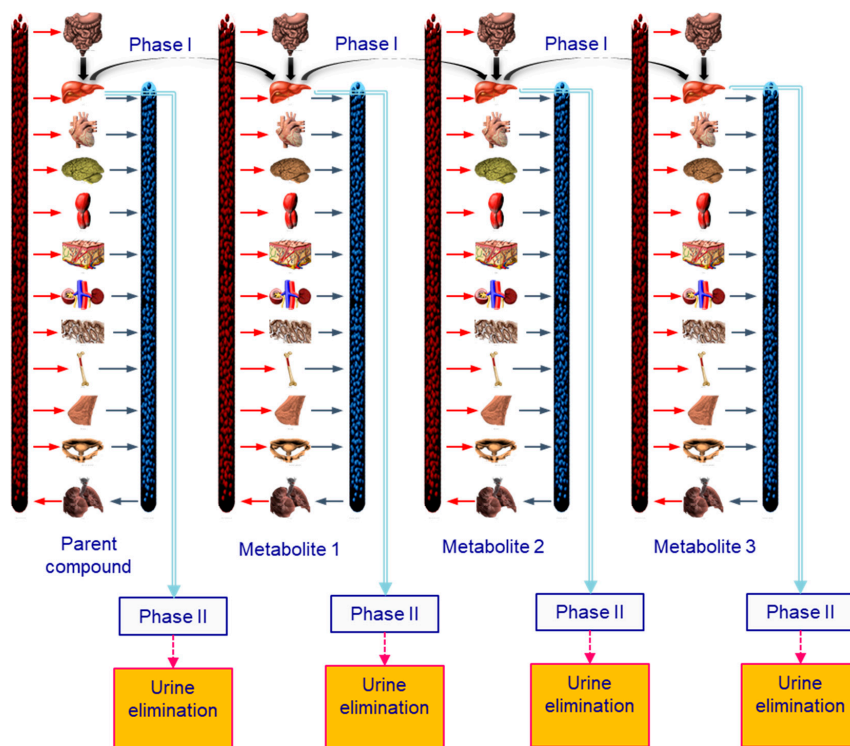 Phase I
Phase I
Phase I
Parent
compound
Metabolite 1
Metabolite 2
Metabolite 3
Phase II
Phase II
Phase II
Phase II
Urine
elimination
Urine
elimination
Urine
elimination
Urine
elimination